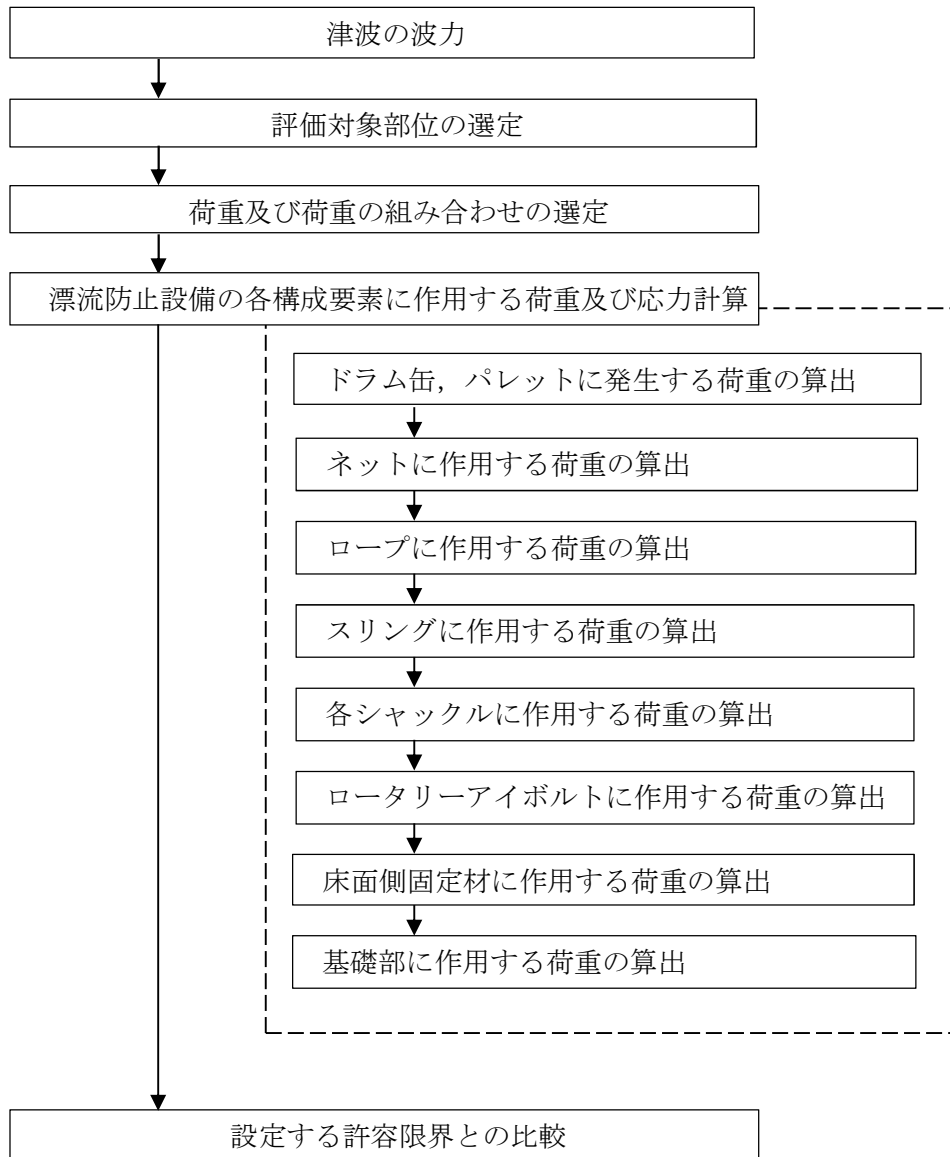 津波の波力
評価対象部位の選定
荷重及び荷重の組み合わせの選定
漂流防止設備の各構成要素に作用する荷重及び応力計算
ドラム缶，パレットに発生する荷重の算出
ネットに作用する荷重の算出
ロープに作用する荷重の算出
スリングに作用する荷重の算出
各シャックルに作用する荷重の算出
ロータリーアイボルトに作用する荷重の算出
床面側固定材に作用する荷重の算出
基礎部に作用する荷重の算出
設定する許容限界との比較